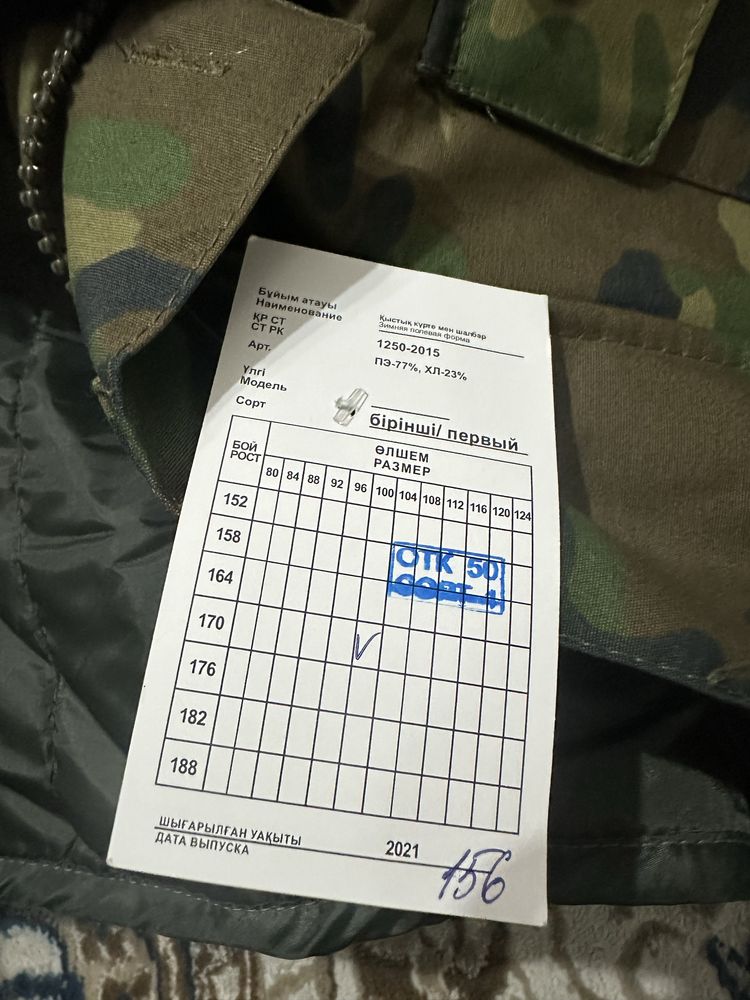 Бұйым атауы
Наименование
Қыстық күрте мен шалбар
Зимняя полевая форма
ҚР СТ
СТ РК
1250-2015
Арт.
ПЭ-77%, ХЛ-23%
Үлгі
Модель
Сорт
бірінші/ первый
БОЙ
РОСТ
ӨЛШЕМ
РАЗМЕР
80 84 88 92 96 100 104 108 112 116 120 124
152
158
164
170
176
182
188
ОТК 50
СОРТ 1
ШЫҒАРЫЛҒАН УАҚЫТЫ
ДАТА ВЫПУСКА
2021
156